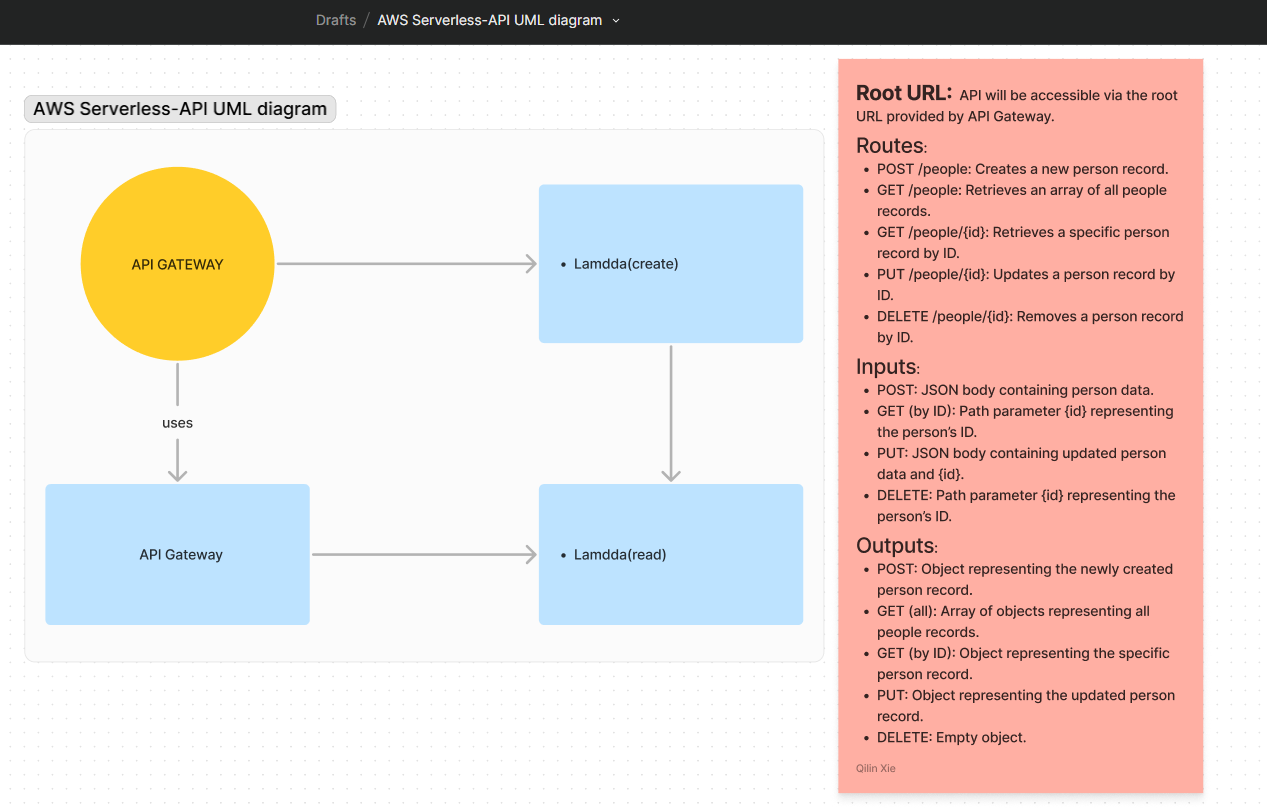 Drafts / AWS Serverless-API UML diagram
AWS Serverless-API UML diagram
API GATEWAY
• Lamdda(create)
uses
API Gateway
• Lamdda(read)
Root URL: API will be accessible via the root
URL provided by API Gateway.
Routes:
• POST /people: Creates a new person record.
• GET /people: Retrieves an array of all people
records.
• GET /people/{id}: Retrieves a specific person
record by ID.
• PUT /people/{id}: Updates a person record by
ID.
• DELETE /people/{id}: Removes a person record
by ID.
Inputs:
• POST: JSON body containing person data.
• GET (by ID): Path parameter {id} representing
the person’s ID.
• PUT: JSON body containing updated person
data and {id}.
• DELETE: Path parameter {id} representing the
person’s ID.
Outputs:
• POST: Object representing the newly created
person record.
• GET (all): Array of objects representing all
people records.
• GET (by ID): Object representing the specific
person record.
• PUT: Object representing the updated person
record.
• DELETE: Empty object.
Qilin Xie